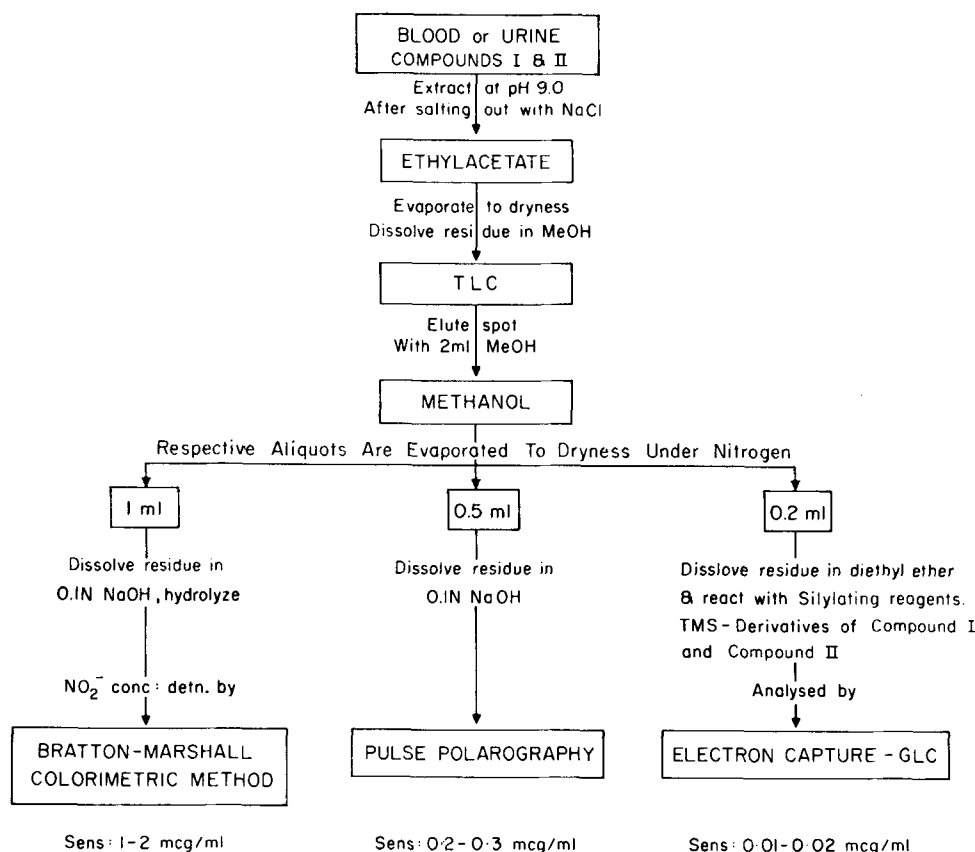 BLOOD or URINE
COMPOUNDS I & II
Extract at pH 9.0
After salting out with NaCl
ETHYLACETATE
Evaporate to dryness
Dissolve residue in MeOH
TLC
Elute spot
With 2ml MeOH
METHANOL
Respective Aliquots Are Evaporated To Dryness Under Nitrogen
1 ml
0.5 ml
0.2 ml
Dissolve residue in
0.1N NaOH, hydrolyze
Dissolve residue in
0.1N NaOH
Disslove residue in diethyl ether
& react with Silylating reagents.
TMS-Derivatives of Compound I
and Compound II
NO₂⁻ conc: detn. by
Analysed by
BRATTON-MARSHALL
COLORIMETRIC METHOD
PULSE POLAROGRAPHY
ELECTRON CAPTURE - GLC
Sens: 1-2 mcg/ml
Sens: 0·2-0·3 mcg/ml
Sens: 0·01-0·02 mcg/ml